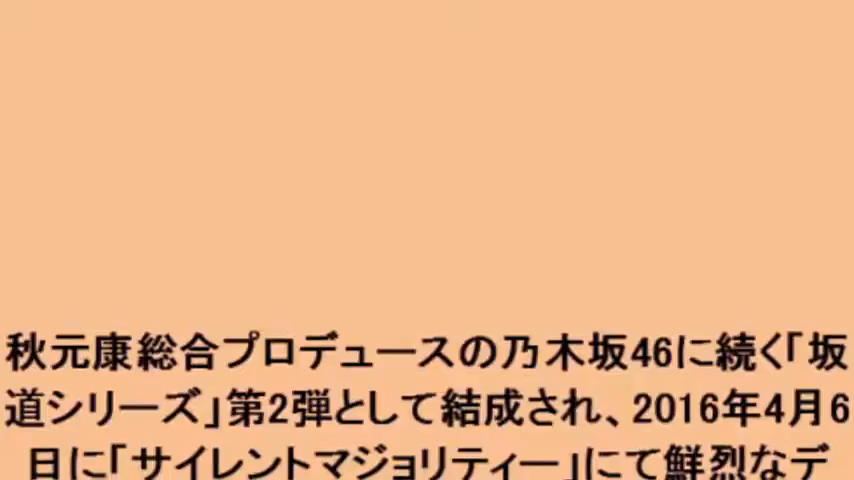 秋元康総合プロデュースの乃木坂46に続く「坂
道シリーズ」第2弾として結成され、2016年4月6
日に「サイレントマジョリティー」にて鮮烈なデ